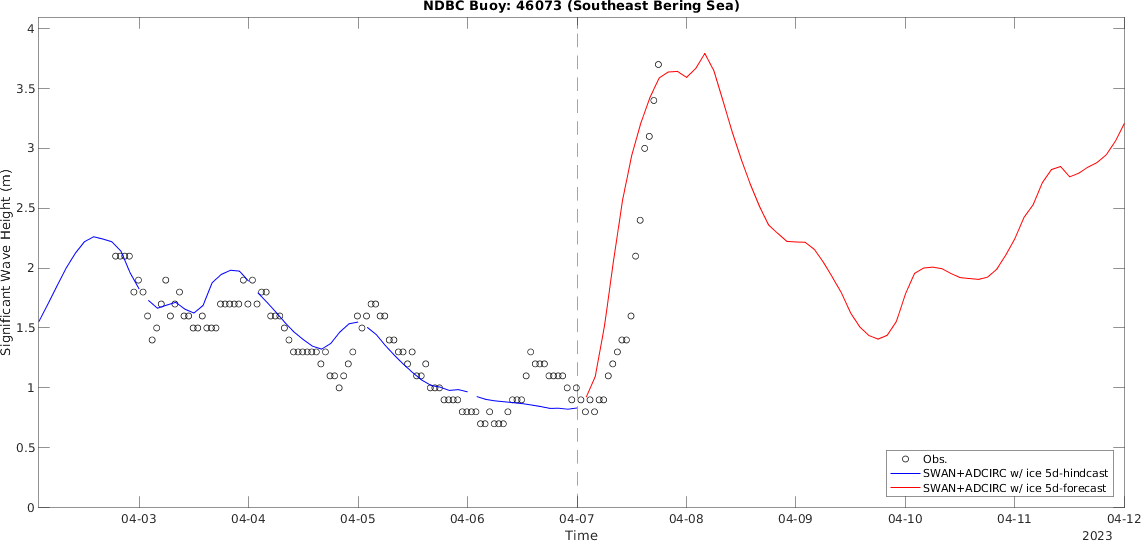 NDBC Buoy: 46073 (Southeast Bering Sea)
Significant Wave Height (m)
4
3.5
3
2.5
2
1.5
1
0.5
0
Obs.
SWAN+ADCIRC w/ ice 5d-hindcast
SWAN+ADCIRC w/ ice 5d-forecast
04-03 04-04 04-05 04-06 04-07 04-08 04-09 04-10 04-11 04-12
Time
2023